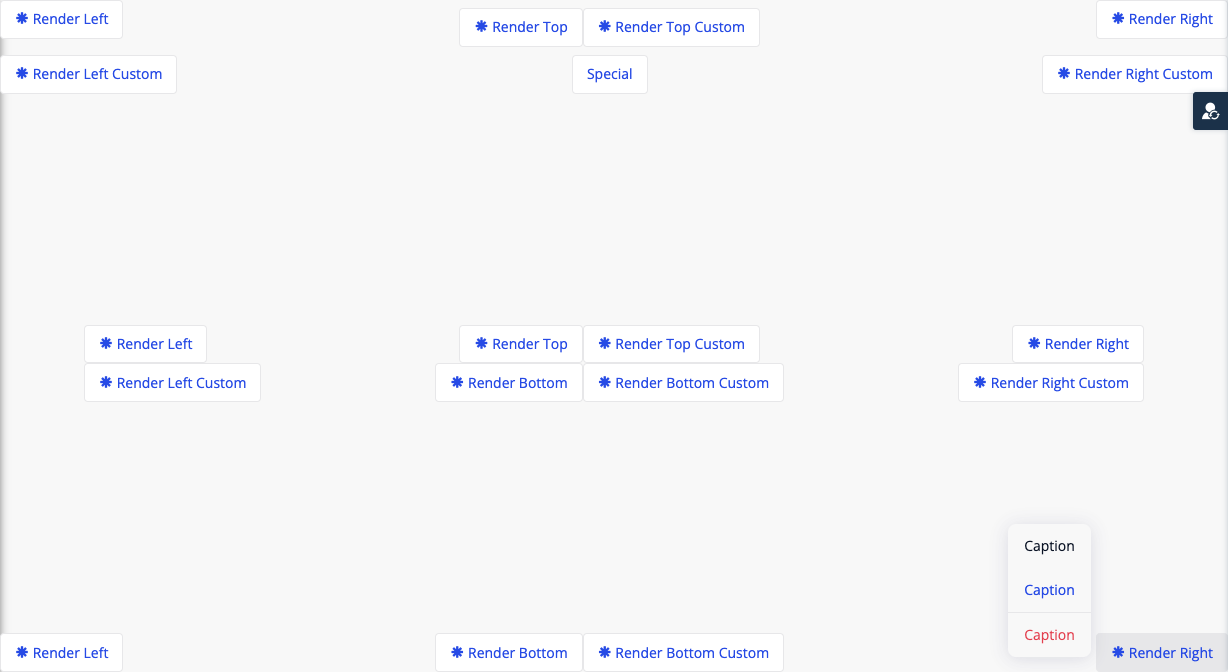 Render Left
Render Top
Render Top Custom
Render Right
Render Left Custom
Special
Render Right Custom
Render Left
Render Top
Render Top Custom
Render Right
Render Left Custom
Render Bottom
Render Bottom Custom
Render Right Custom
Caption
Caption
Caption
Render Left
Render Bottom
Render Bottom Custom
Render Right